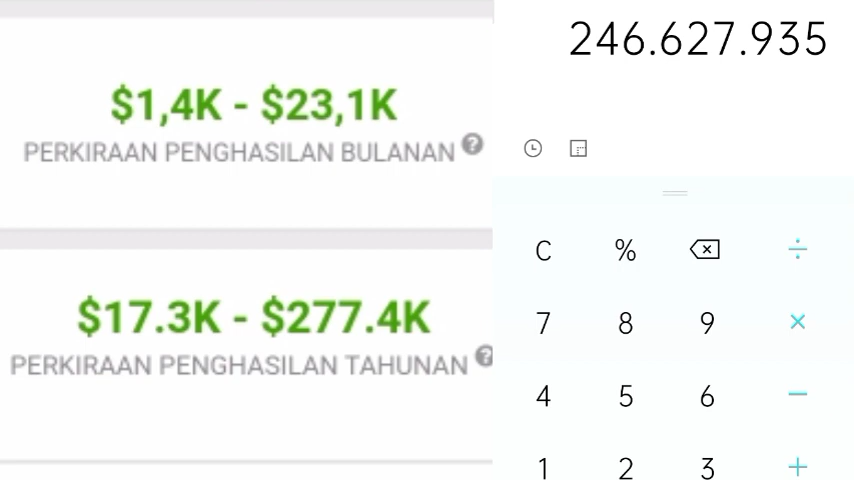 $1,4K - $23,1K
PERKIRAAN PENGHASILAN BULANAN ?
$17.3K - $277.4K
PERKIRAAN PENGHASILAN TAHUNAN ?
246.627.935
C % ÷
7 8 9 ×
4 5 6 −
1 2 3 +